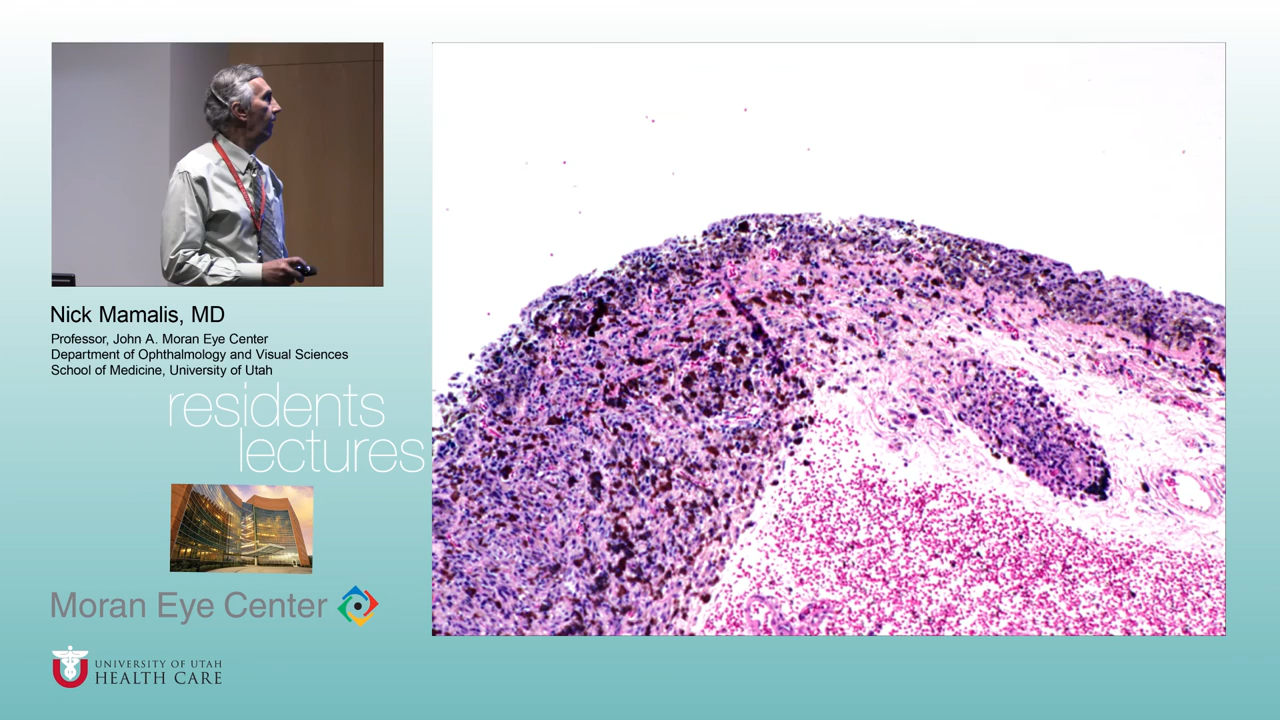 Nick Mamalis, MD
Professor, John A. Moran Eye Center
Department of Ophthalmology and Visual Sciences
School of Medicine, University of Utah
residents
lectures
Moran Eye Center
UNIVERSITY OF UTAH
HEALTH CARE